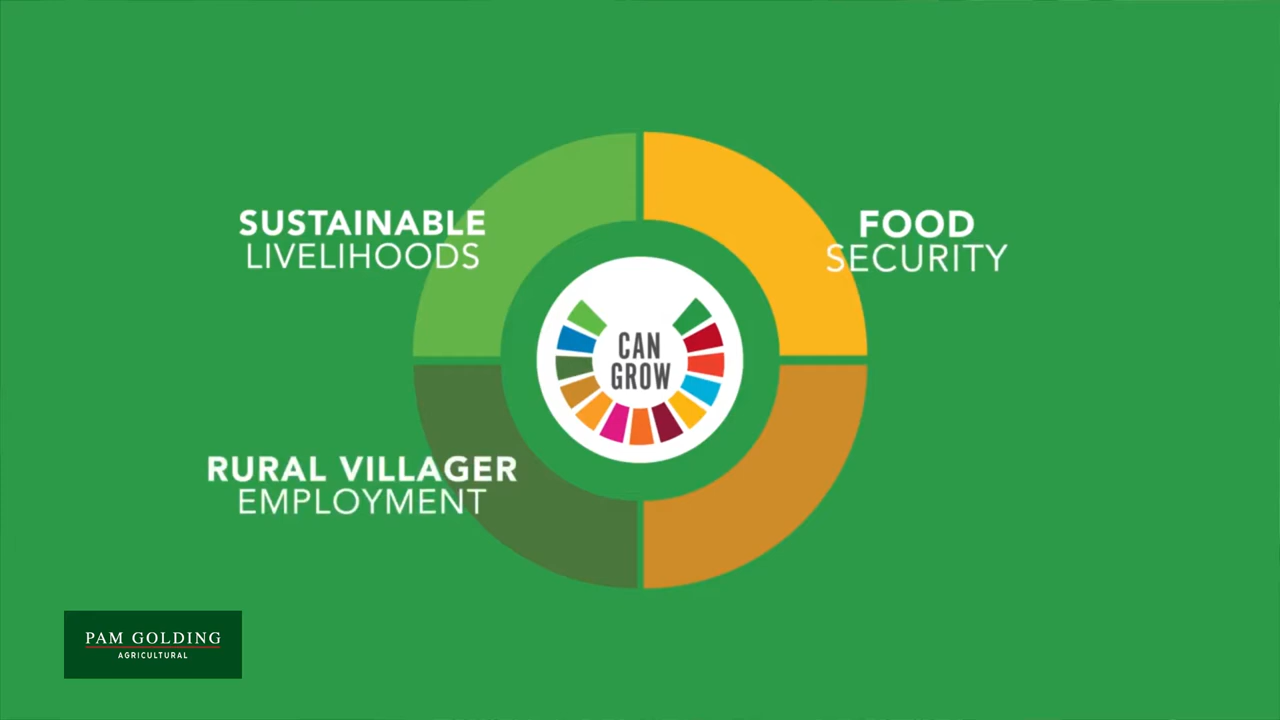 SUSTAINABLE
LIVELIHOODS
FOOD
SECURITY
CAN
GROW
RURAL VILLAGER
EMPLOYMENT
PAM GOLDING
AGRICULTURAL